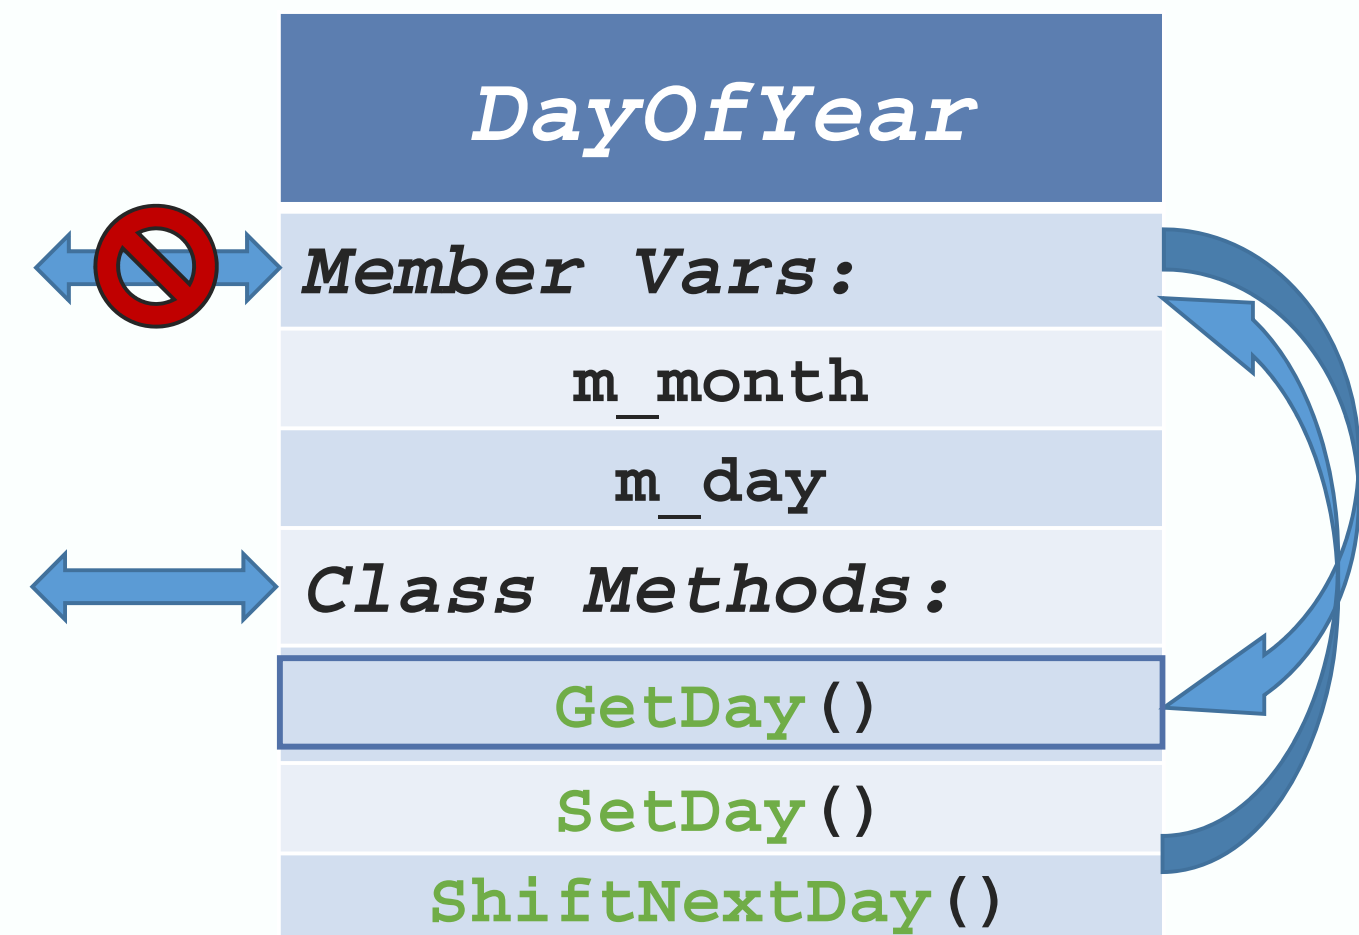 DayOfYear
Member Vars:
m_month
m_day
Class Methods:
GetDay()
SetDay()
ShiftNextDay()